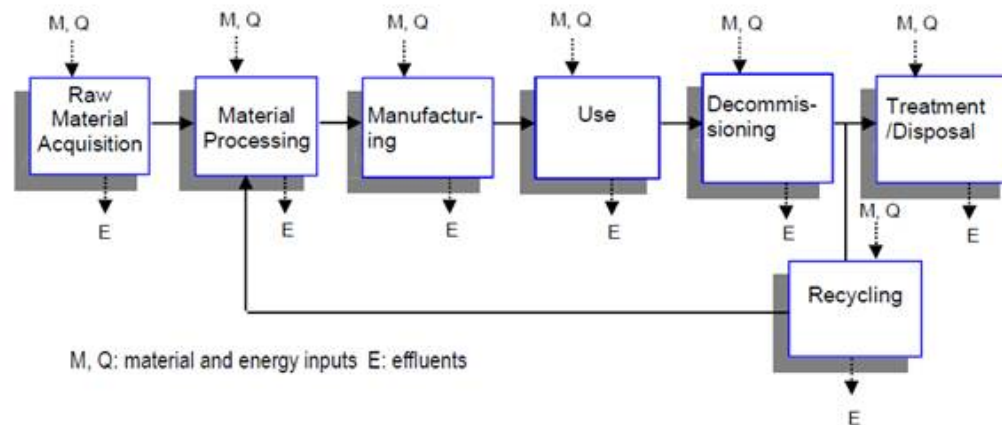 M, Q
M, Q
M, Q
M, Q
M, Q
M, Q
Raw
Material
Acquisition
Material
Processing
Manufactur-
ing
Use
Decommis-
sioning
Treatment
/Disposal
E
E
E
E
E
E
M, Q
Recycling
E
M, Q: material and energy inputs E: effluents